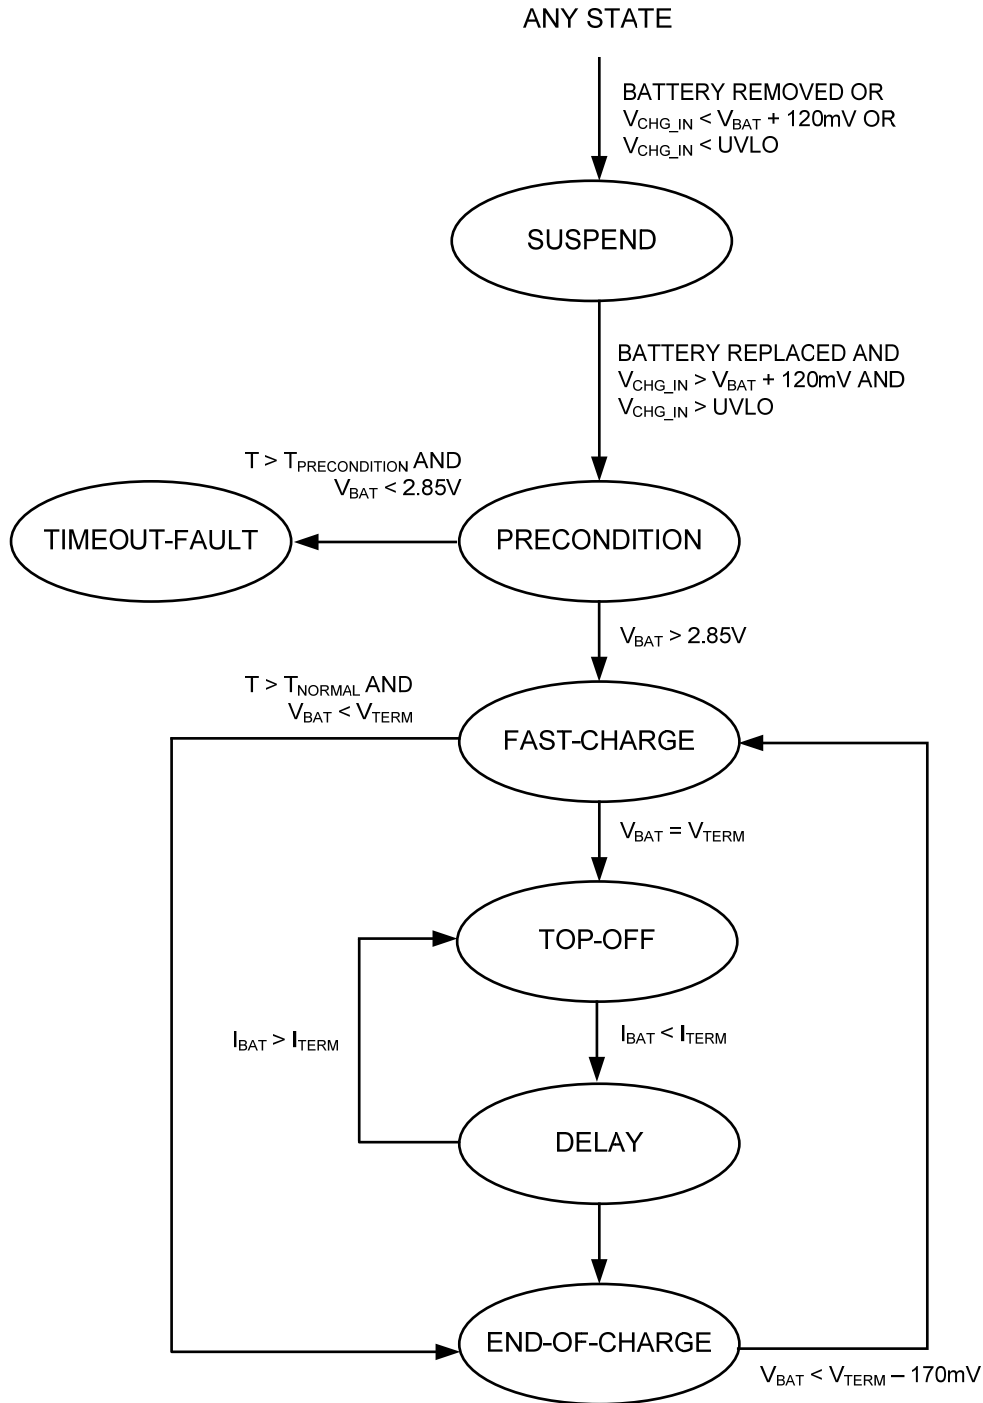 ANY STATE
BATTERY REMOVED OR
VCHG_IN < VBAT + 120mV OR
VCHG_IN < UVLO
SUSPEND
BATTERY REPLACED AND
VCHG_IN > VBAT + 120mV AND
VCHG_IN > UVLO
T > TPRECONDITION AND
VBAT < 2.85V
TIMEOUT-FAULT
PRECONDITION
VBAT > 2.85V
T > TNORMAL AND
VBAT < VTERM
FAST-CHARGE
VBAT = VTERM
TOP-OFF
IBAT > ITERM
IBAT < ITERM
DELAY
END-OF-CHARGE
VBAT < VTERM – 170mV